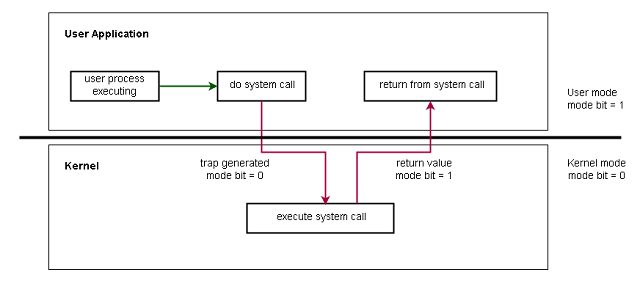 User Application
user process
executing
do system call
return from system call
User mode
mode bit = 1
Kernel
trap generated
mode bit = 0
return value
mode bit = 1
Kernel mode
mode bit = 0
execute system call